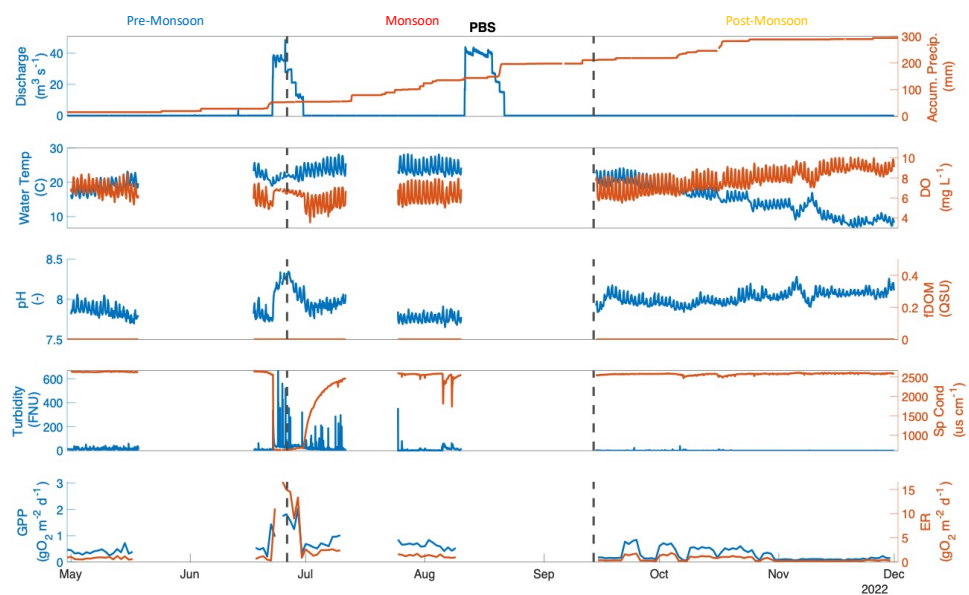 Pre-Monsoon Monsoon Post-Monsoon
PBS
Discharge
(m³ s⁻¹)
40
20
0
300
200
100
0
Accum. Precip.
(mm)
Water Temp
(C)
30
20
10
10
8
6
4
DO
(mg L⁻¹)
pH
(-)
8.5
8
7.5
0.4
0.2
0
fDOM
(QSU)
Turbidity
(FNU)
600
400
200
0
2500
2000
1500
1000
Sp Cond
(us cm⁻¹)
GPP
(gO₂ m⁻² d⁻¹)
3
2
1
0
15
10
5
0
ER
(gO₂ m⁻² d⁻¹)
May Jun Jul Aug Sep Oct Nov Dec
2022